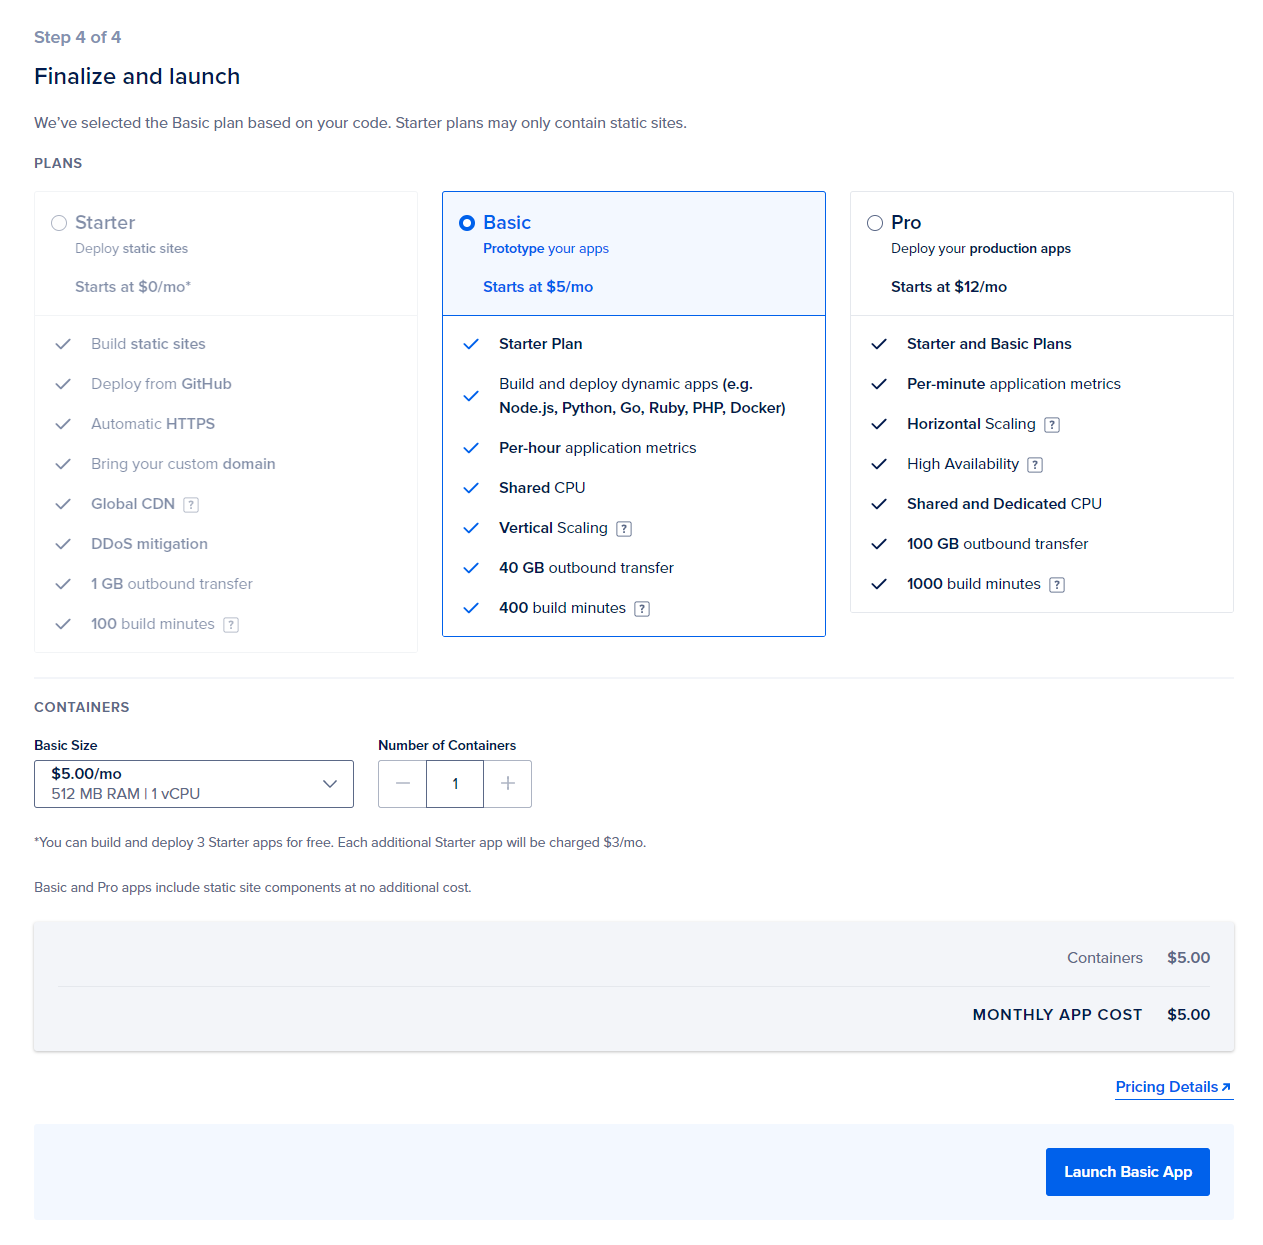 Step 4 of 4
Finalize and launch
We've selected the Basic plan based on your code. Starter plans may only contain static sites.
PLANS
Starter
Deploy static sites
Starts at $0/mo*
Build static sites
Deploy from GitHub
Automatic HTTPS
Bring your custom domain
Global CDN ?
DDoS mitigation
1 GB outbound transfer
100 build minutes ?
Basic
Prototype your apps
Starts at $5/mo
Starter Plan
Build and deploy dynamic apps (e.g.
Node.js, Python, Go, Ruby, PHP, Docker)
Per-hour application metrics
Shared CPU
Vertical Scaling ?
40 GB outbound transfer
400 build minutes ?
Pro
Deploy your production apps
Starts at $12/mo
Starter and Basic Plans
Per-minute application metrics
Horizontal Scaling ?
High Availability ?
Shared and Dedicated CPU
100 GB outbound transfer
1000 build minutes ?
CONTAINERS
Basic Size
$5.00/mo
512 MB RAM | 1 vCPU
Number of Containers
1
*You can build and deploy 3 Starter apps for free. Each additional Starter app will be charged $3/mo.
Basic and Pro apps include static site components at no additional cost.
Containers $5.00
MONTHLY APP COST $5.00
Pricing Details
Launch Basic App